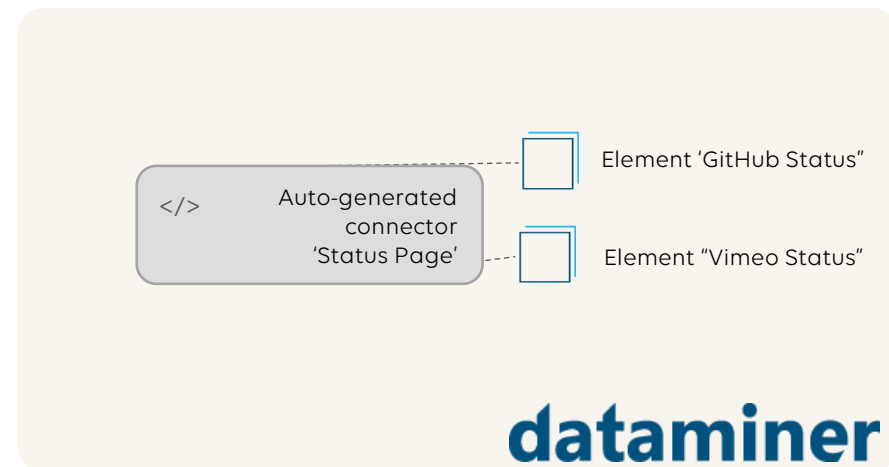 Element ‘GitHub Status”
</> Auto-generated
connector
‘Status Page’
Element “Vimeo Status”
dataminer